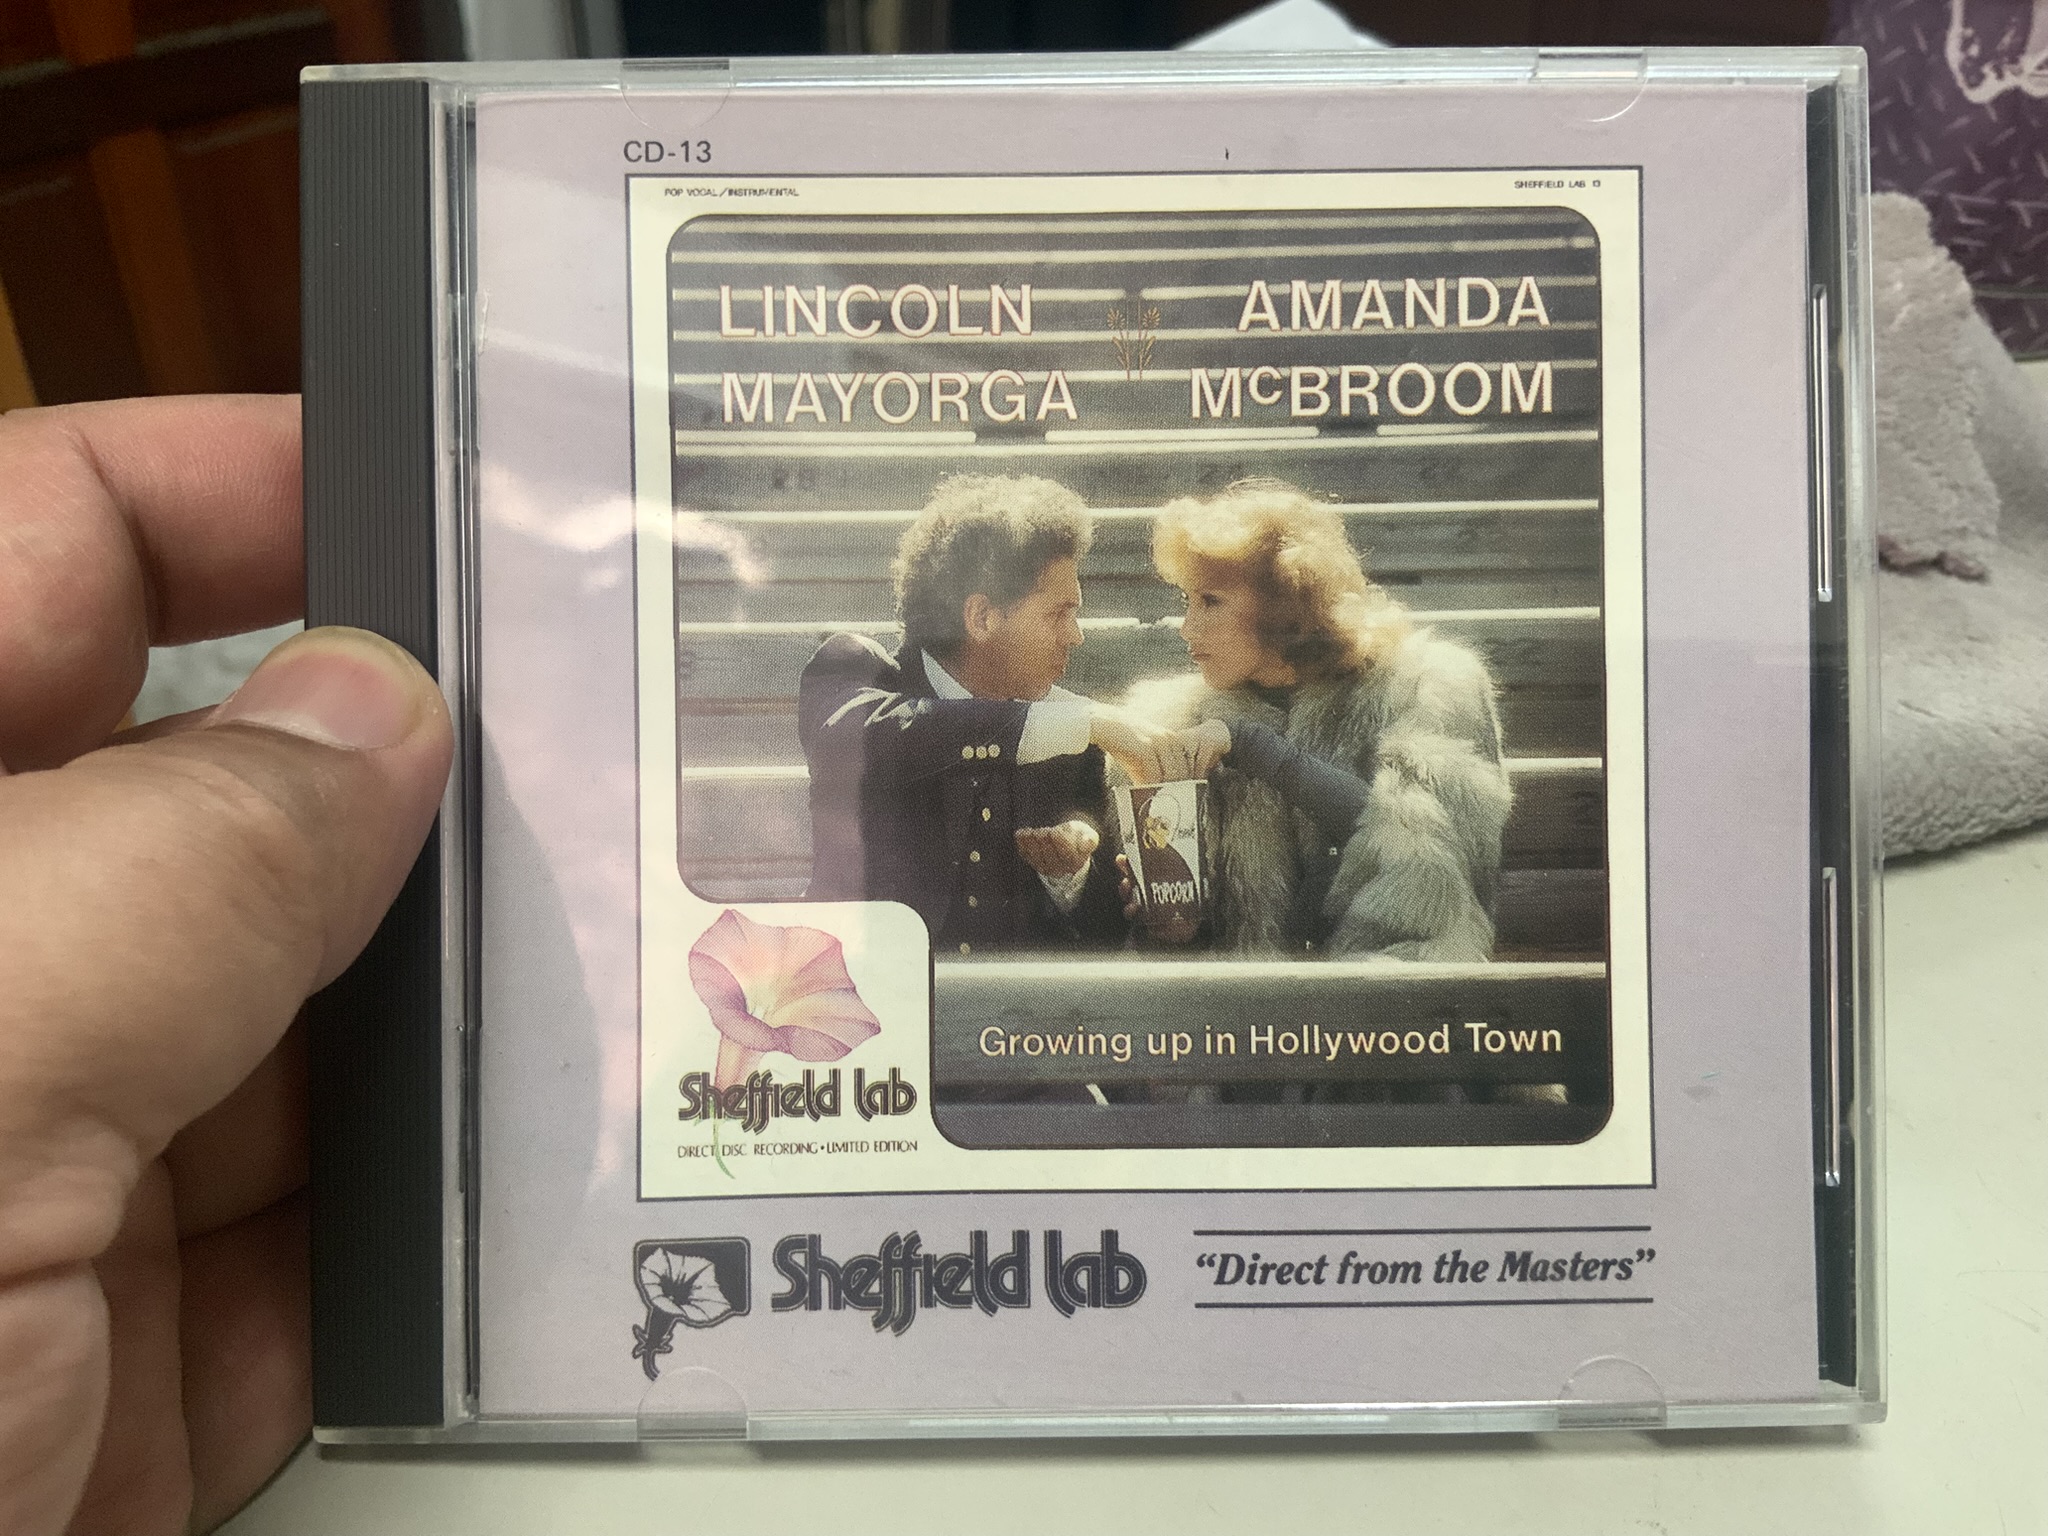 CD-13
POP VOCAL/INSTRUMENTAL
SHEFFIELD LAB 13
LINCOLN
MAYORGA
AMANDA
McBROOM
POPCORN
Growing up in Hollywood Town
Sheffield Lab
DIRECT DISC RECORDING • LIMITED EDITION
Sheffield Lab
“Direct from the Masters”